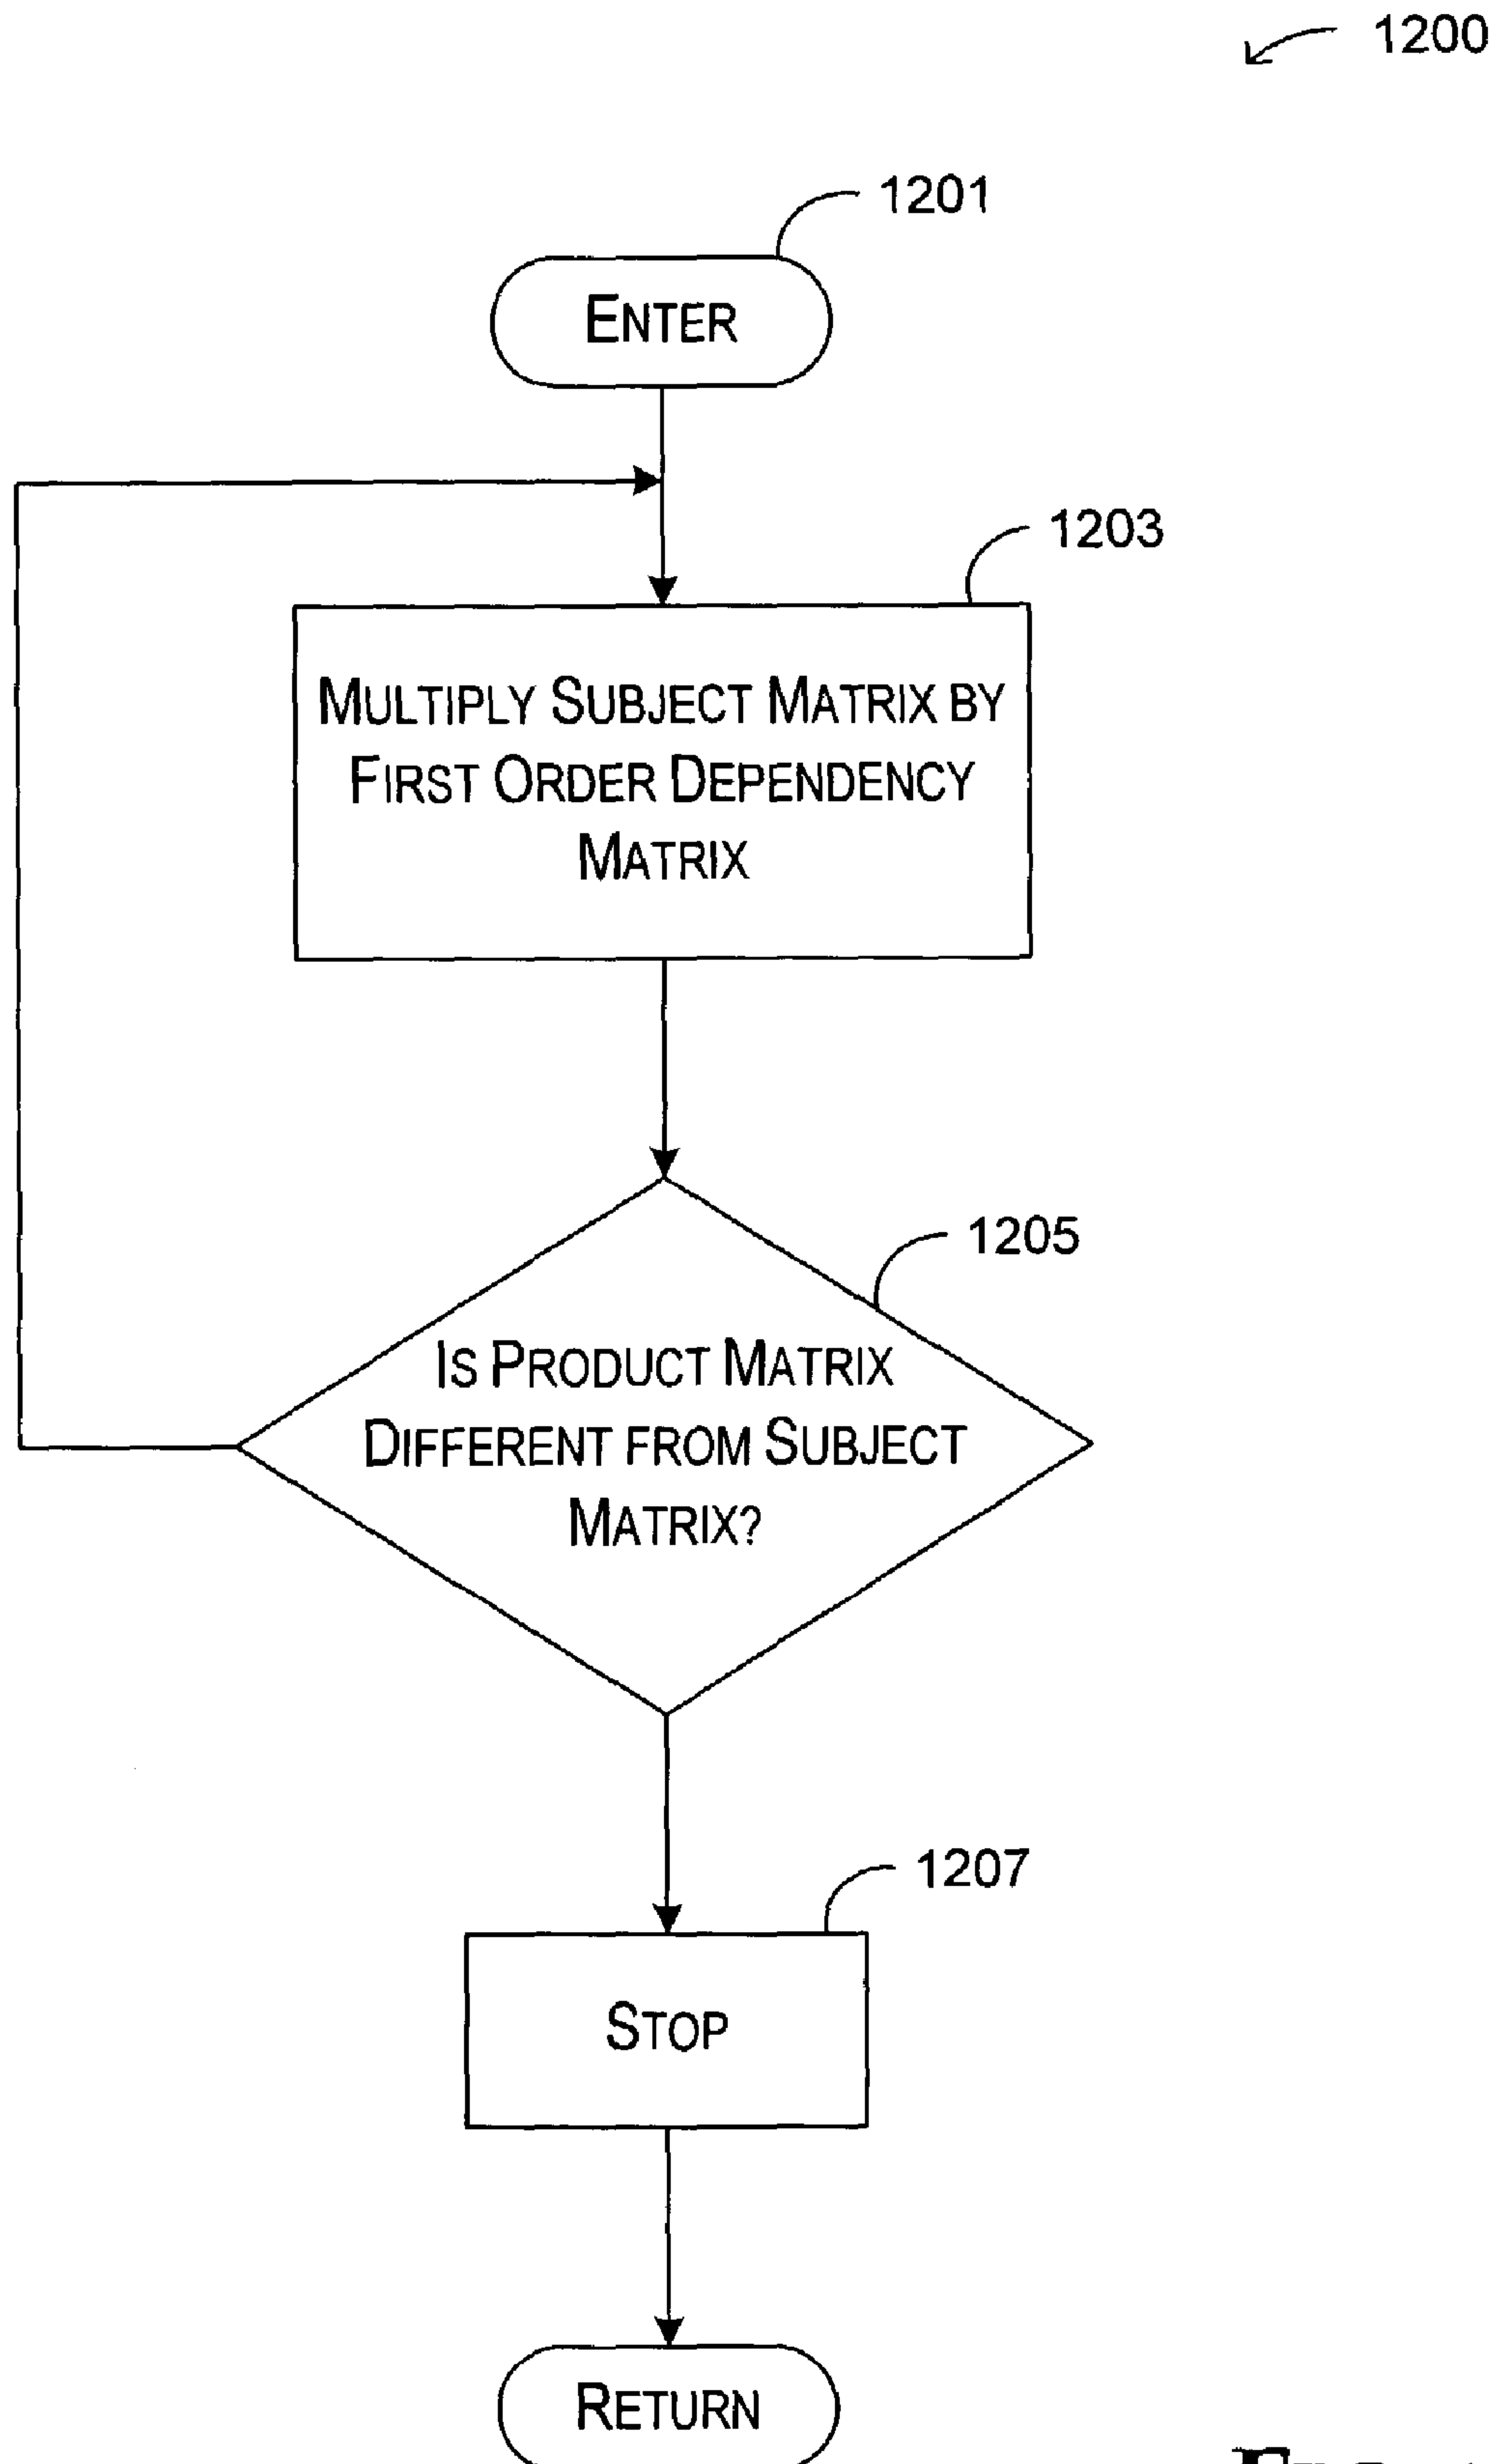 1200
1201
ENTER
1203
MULTIPLY SUBJECT MATRIX BY
FIRST ORDER DEPENDENCY
MATRIX
1205
IS PRODUCT MATRIX
DIFFERENT FROM SUBJECT
MATRIX?
1207
STOP
RETURN